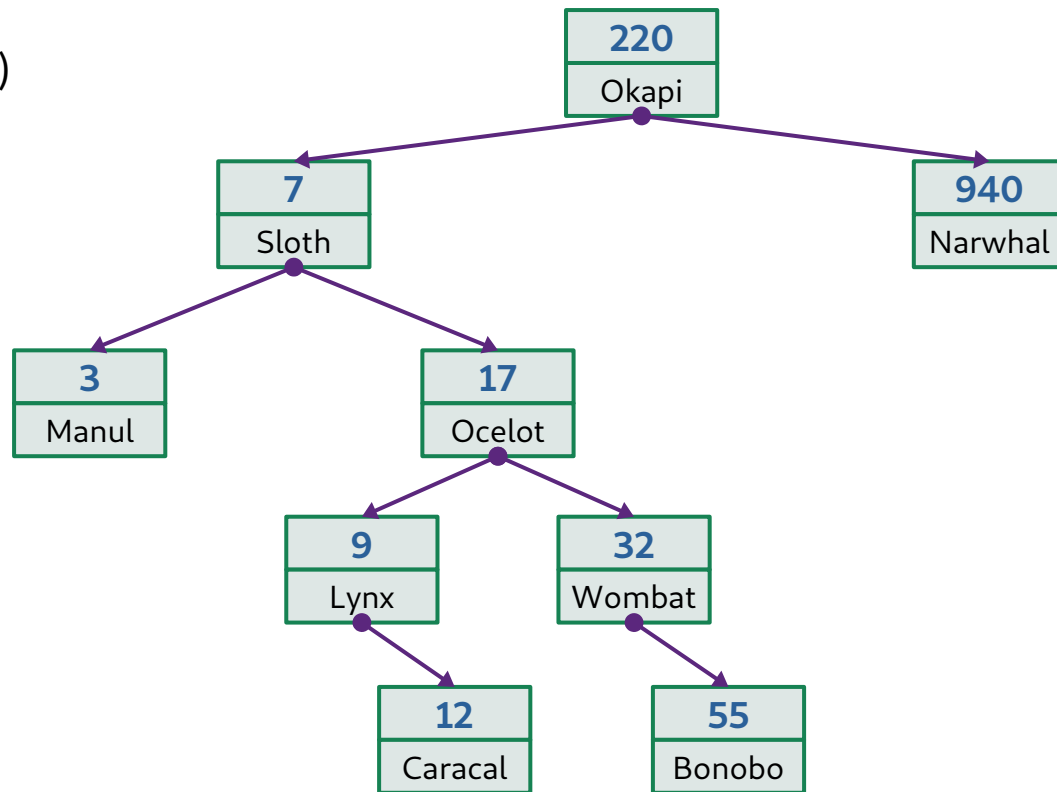 )
220
Okapi
7
Sloth
940
Narwhal
3
Manul
17
Ocelot
9
Lynx
32
Wombat
12
Caracal
55
Bonobo